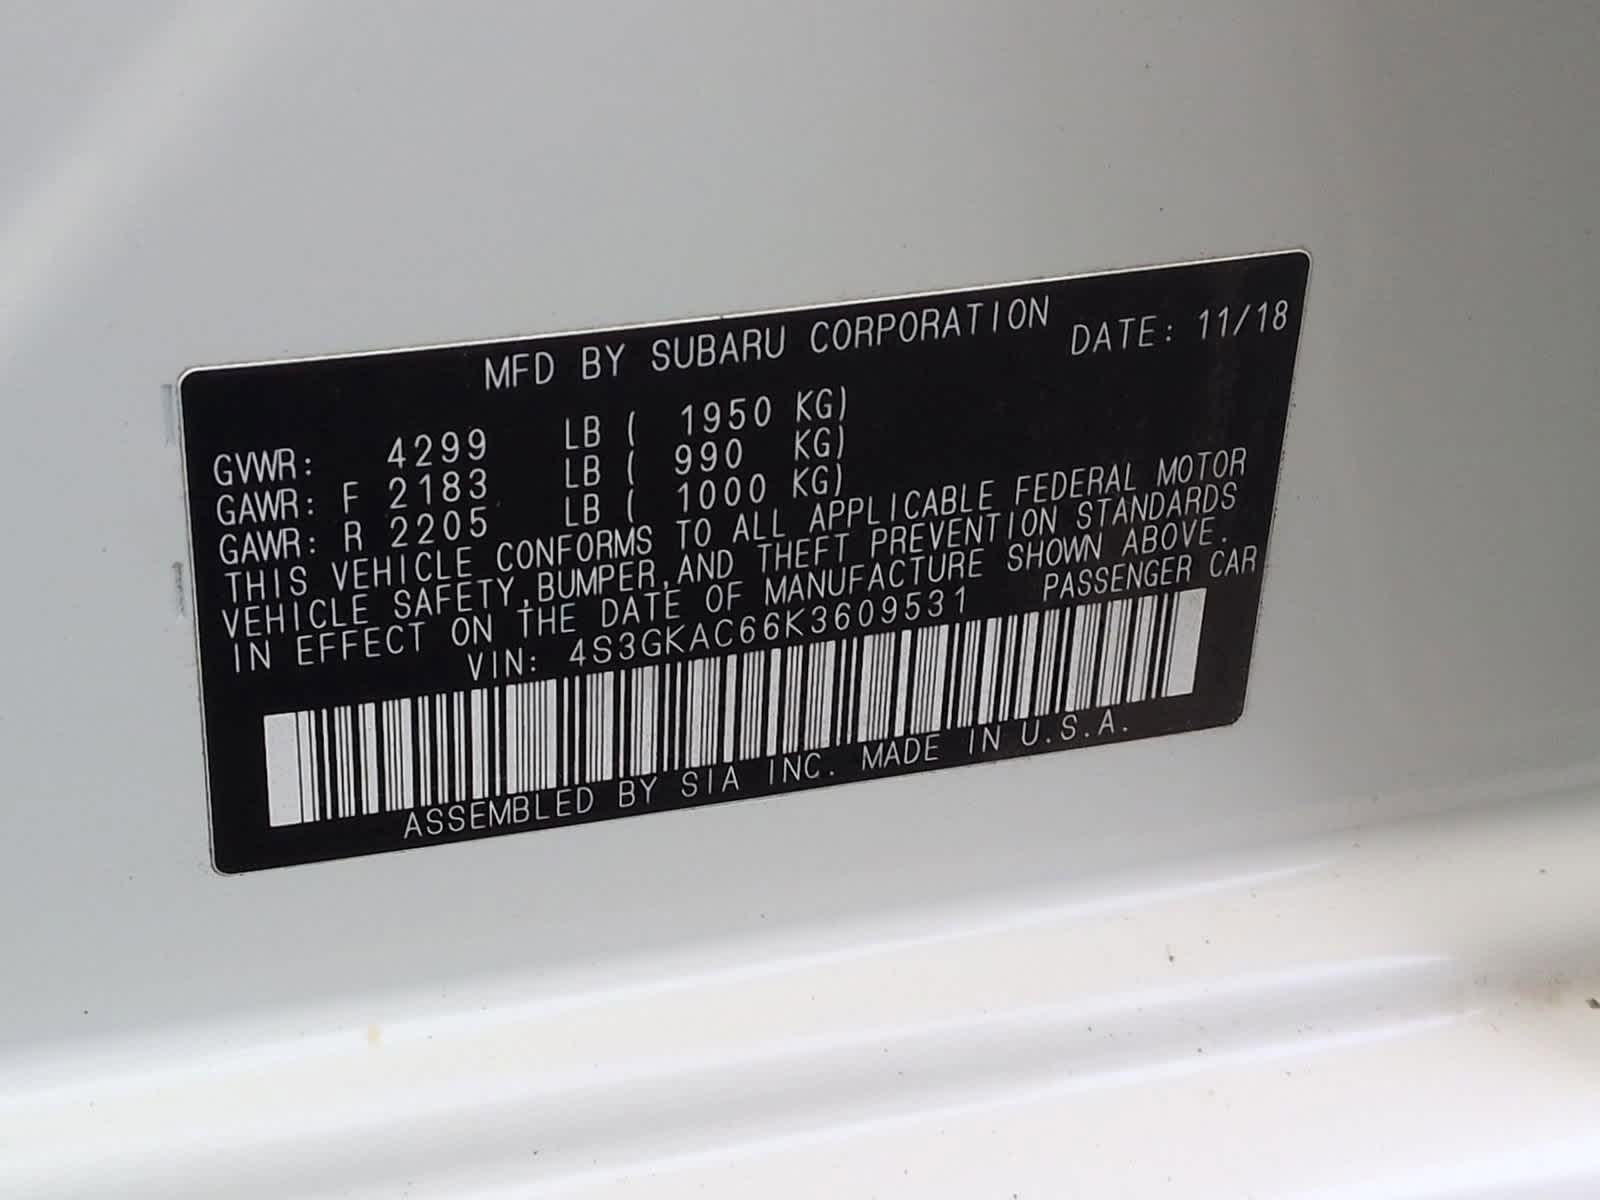 MFD BY SUBARU CORPORATION DATE: 11/18
GVWR: 4299 LB ( 1950 KG)
GAWR: F 2183 LB ( 990 KG)
GAWR: R 2205 LB ( 1000 KG)
THIS VEHICLE CONFORMS TO ALL APPLICABLE FEDERAL MOTOR
VEHICLE SAFETY,BUMPER,AND THEFT PREVENTION STANDARDS
IN EFFECT ON THE DATE OF MANUFACTURE SHOWN ABOVE.
VIN: 4S3GKAC66K3609531 PASSENGER CAR
ASSEMBLED BY SIA INC. MADE IN U.S.A.